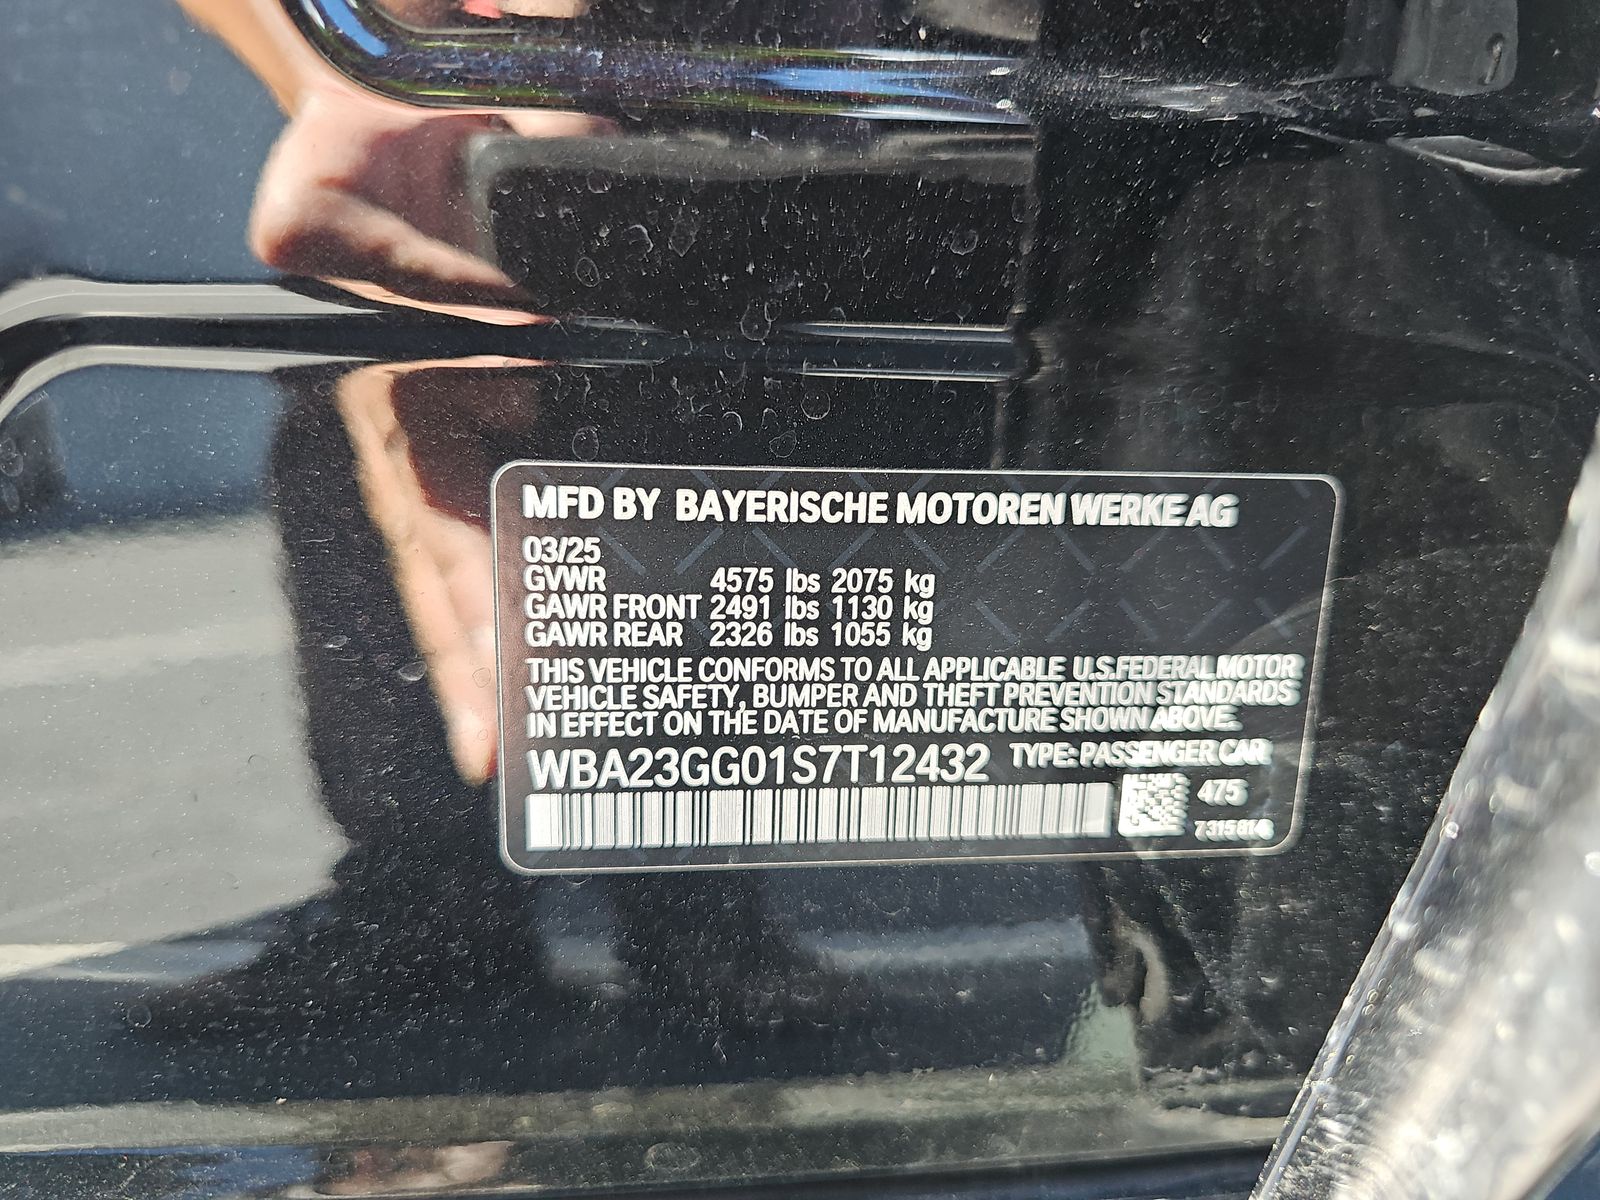 MFD BY BAYERISCHE MOTOREN WERKE AG
03/25
GVWR 4575 lbs 2075 kg
GAWR FRONT 2491 lbs 1130 kg
GAWR REAR 2326 lbs 1055 kg
THIS VEHICLE CONFORMS TO ALL APPLICABLE U.S.FEDERAL MOTOR
VEHICLE SAFETY, BUMPER AND THEFT PREVENTION STANDARDS
IN EFFECT ON THE DATE OF MANUFACTURE SHOWN ABOVE.
WBA23GG01S7T12432 TYPE: PASSENGER CAR
475